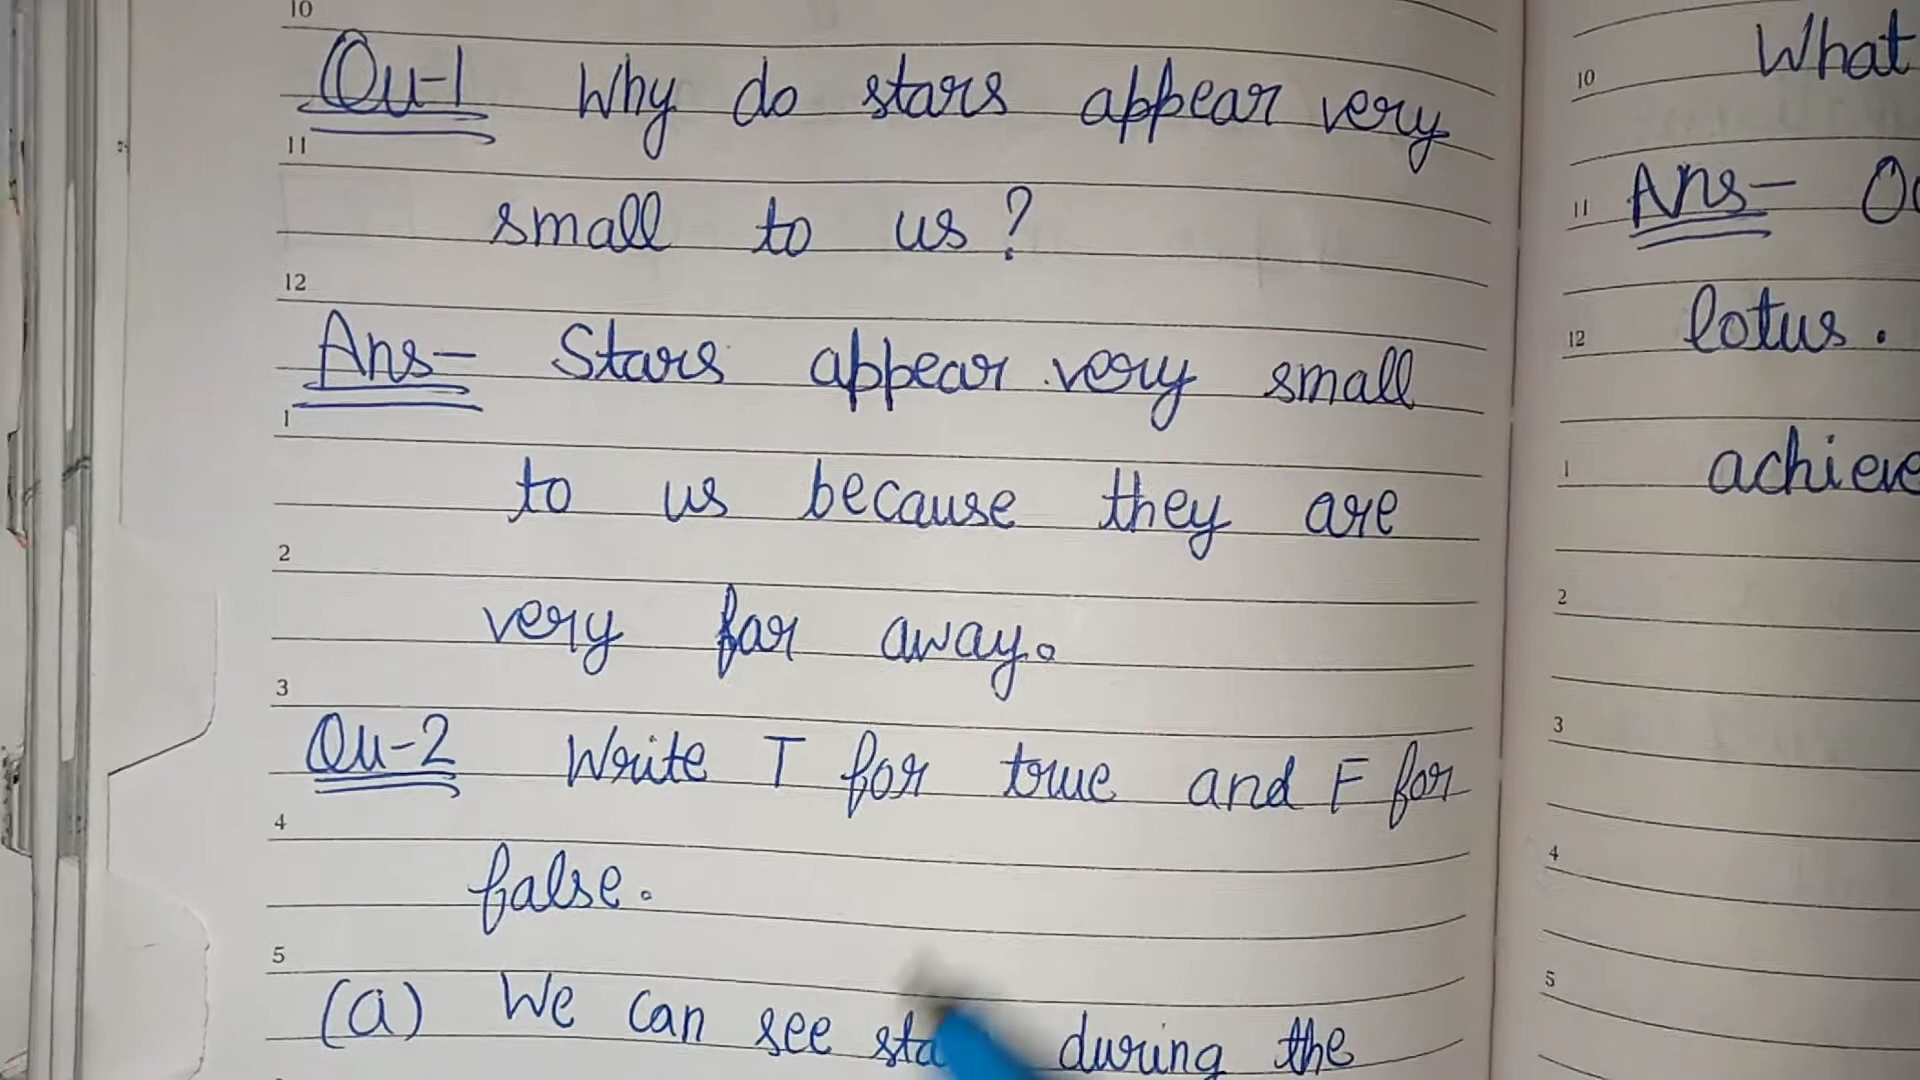 10
Qu-1 Why do stars appear very
11
small to us?
12
Ans- Stars appear very small
1
to us because they are
2
very far away.
3
Qu-2 Write T for true and F for
4
false.
5
(a) We can see during the
What
10
11 Ans-
12 lotus.
1
2
3
4
5